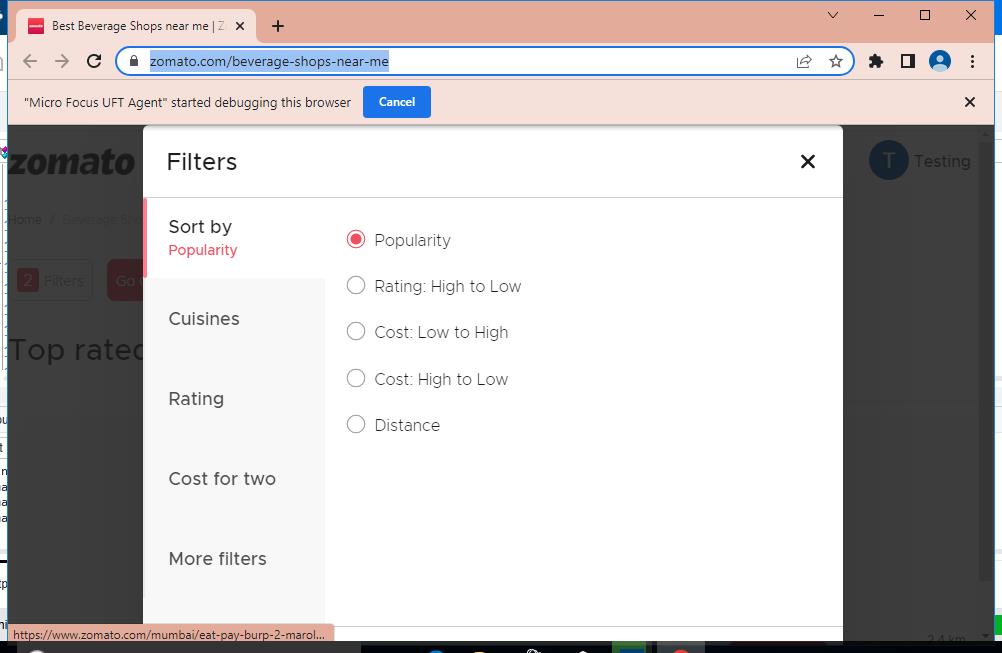 Best Beverage Shops near me | Z
zomato.com/beverage-shops-near-me
"Micro Focus UFT Agent" started debugging this browser
Cancel
zomato
Filters
T
Testing
Home / Beverage Sho
Sort by
Popularity
2 Filters
Go
Top rated
Popularity
Rating: High to Low
Cost: Low to High
Cost: High to Low
Distance
Cuisines
Rating
Cost for two
More filters
https://www.zomato.com/mumbai/eat-pay-burp-2-marol...
2.4 km